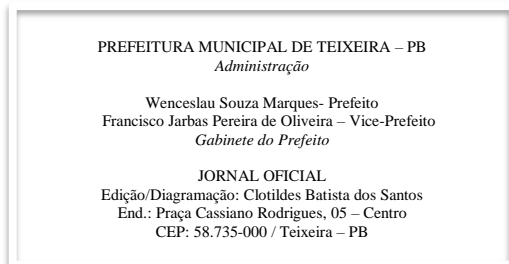 PREFEITURA MUNICIPAL DE TEIXEIRA – PB
Administração
Wenceslau Souza Marques- Prefeito
Francisco Jarbas Pereira de Oliveira – Vice-Prefeito
Gabinete do Prefeito
JORNAL OFICIAL
Edição/Diagramação: Clotildes Batista dos Santos
End.: Praça Cassiano Rodrigues, 05 – Centro
CEP: 58.735-000 / Teixeira – PB